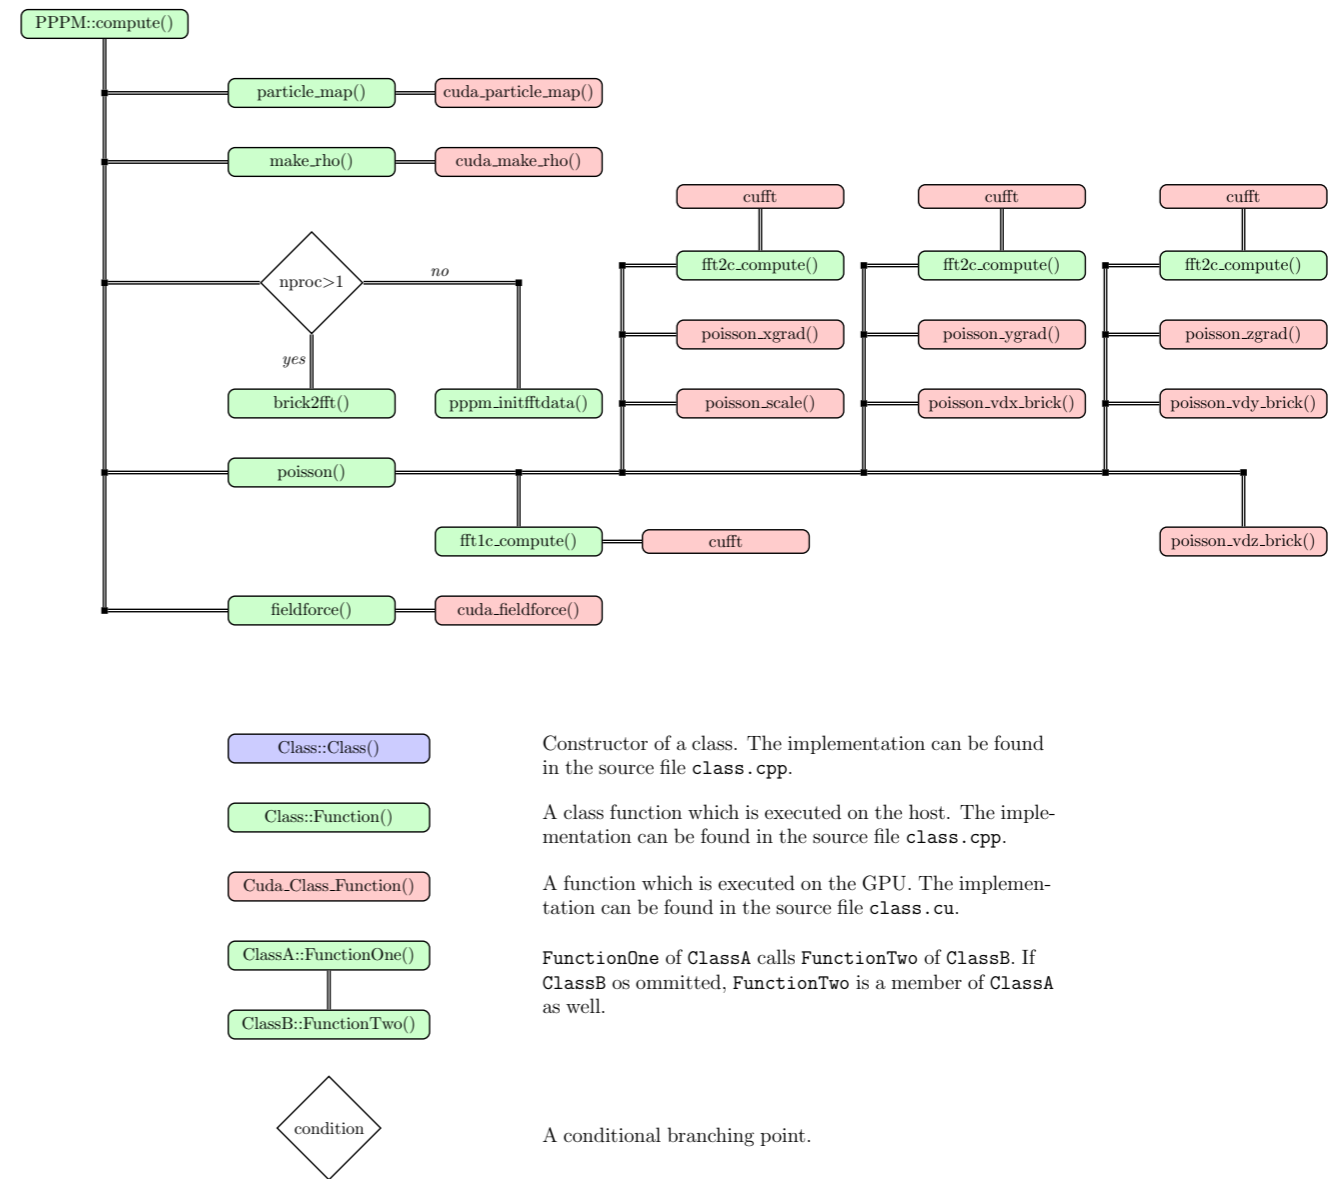 PPPM::compute()
particle_map()
cuda_particle_map()
make_rho()
cuda_make_rho()
cufft
cufft
cufft
fft2c_compute()
fft2c_compute()
fft2c_compute()
nproc>1
no
poisson_xgrad()
poisson_ygrad()
poisson_zgrad()
yes
brick2fft()
pppm_initfftdata()
poisson_scale()
poisson_vdx_brick()
poisson_vdy_brick()
poisson()
fft1c_compute()
cufft
poisson_vdz_brick()
fieldforce()
cuda_fieldforce()
Class::Class()
Constructor of a class. The implementation can be found
in the source file class.cpp.
Class::Function()
A class function which is executed on the host. The imple-
mentation can be found in the source file class.cpp.
Cuda_Class_Function()
A function which is executed on the GPU. The implemen-
tation can be found in the source file class.cu.
ClassA::FunctionOne()
ClassB::FunctionTwo()
FunctionOne of ClassA calls FunctionTwo of ClassB. If
ClassB os ommitted, FunctionTwo is a member of ClassA
as well.
condition
A conditional branching point.